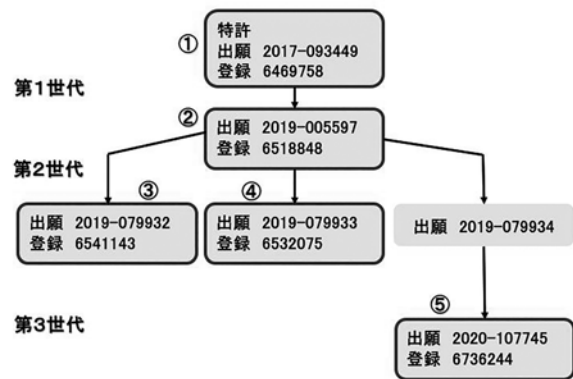 ①
特許
出願 2017-093449
登録 6469758
第1世代
②
出願 2019-005597
登録 6518848
第2世代
③
④
出願 2019-079932
登録 6541143
出願 2019-079933
登録 6532075
出願 2019-079934
⑤
第3世代
出願 2020-107745
登録 6736244